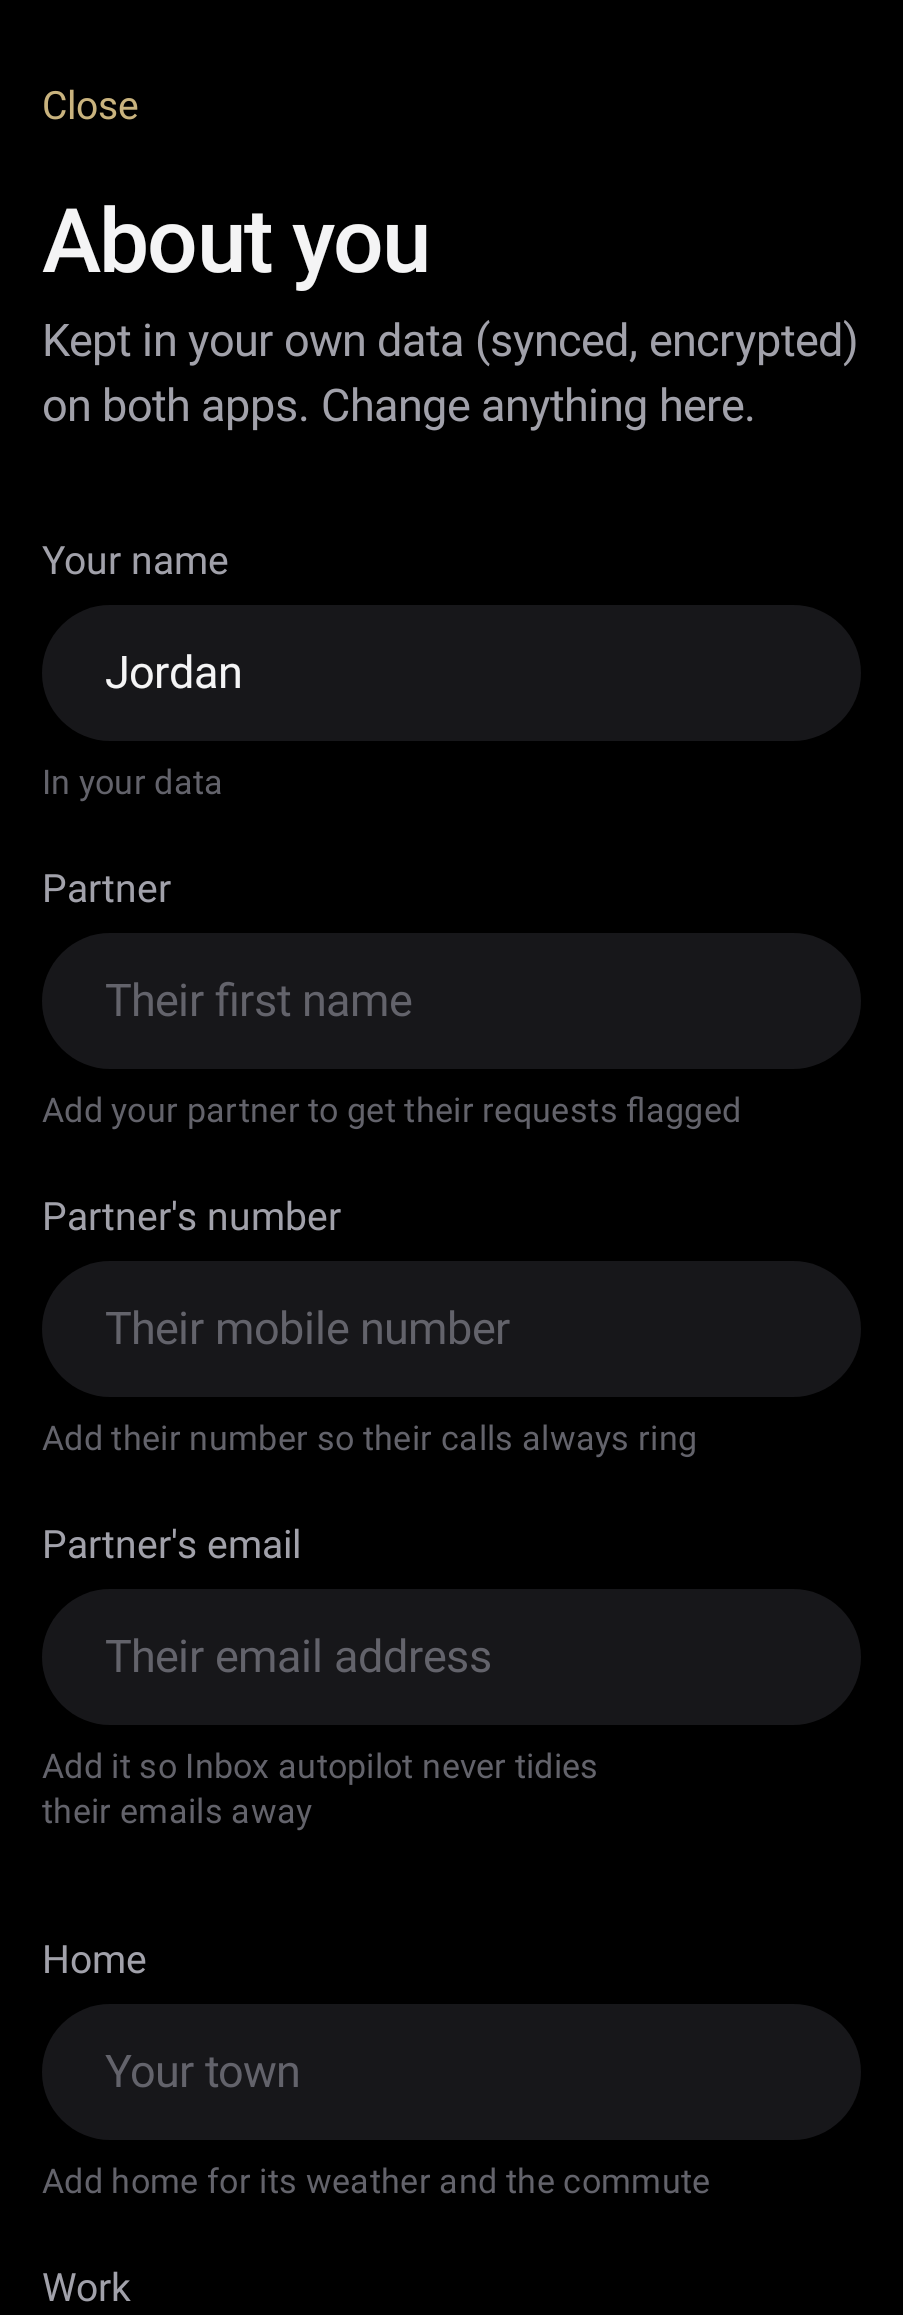 Close
About you
Kept in your own data (synced, encrypted)
on both apps. Change anything here.
Your name
Jordan
In your data
Partner
Their first name
Add your partner to get their requests flagged
Partner's number
Their mobile number
Add their number so their calls always ring
Partner's email
Their email address
Add it so Inbox autopilot never tidies
their emails away
Home
Your town
Add home for its weather and the commute
Work